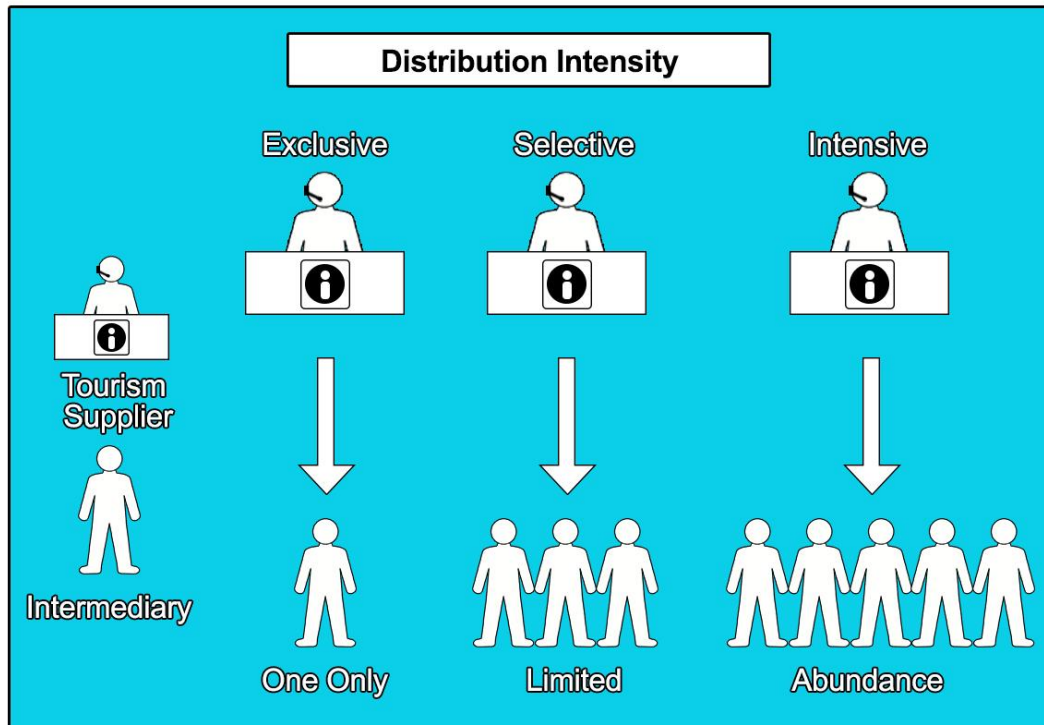 Distribution Intensity
Exclusive
Selective
Intensive
Tourism
Supplier
Intermediary
One Only
Limited
Abundance